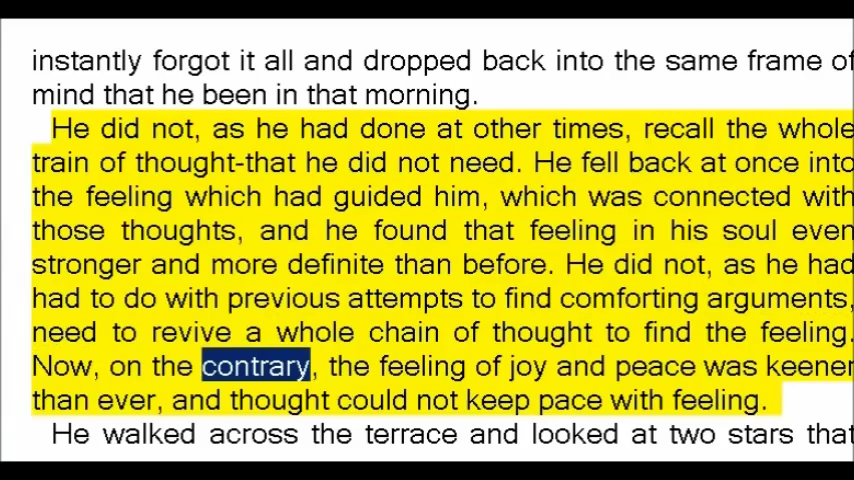 instantly forgot it all and dropped back into the same frame of
mind that he been in that morning.
He did not, as he had done at other times, recall the whole
train of thought-that he did not need. He fell back at once into
the feeling which had guided him, which was connected with
those thoughts, and he found that feeling in his soul even
stronger and more definite than before. He did not, as he had
had to do with previous attempts to find comforting arguments,
need to revive a whole chain of thought to find the feeling.
Now, on the contrary, the feeling of joy and peace was keener
than ever, and thought could not keep pace with feeling.
He walked across the terrace and looked at two stars that